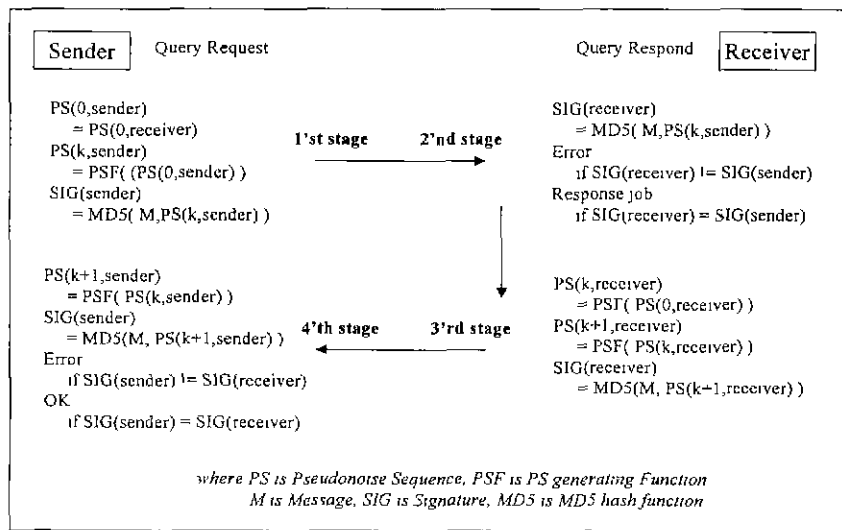 Sender Query Request
PS(0,sender)
= PS(0,receiver)
PS(k,sender)
= PSF( (PS(0,sender) )
SIG(sender)
= MD5( M,PS(k,sender) )
1'st stage 2'nd stage
Query Respond Receiver
SIG(receiver)
= MD5( M,PS(k,sender) )
Error
if SIG(receiver) != SIG(sender)
Response job
if SIG(receiver) = SIG(sender)
PS(k,receiver)
= PSF( PS(0,receiver) )
PS(k+1,receiver)
= PSF( PS(k,receiver) )
SIG(receiver)
= MD5(M, PS(k+1,receiver) )
4'th stage 3'rd stage
PS(k+1,sender)
= PSF( PS(k,sender) )
SIG(sender)
= MD5(M, PS(k+1,sender) )
Error
if SIG(sender) != SIG(receiver)
OK
if SIG(sender) = SIG(receiver)
where PS is Pseudonoise Sequence, PSF is PS generating Function
M is Message, SIG is Signature, MD5 is MD5 hash function